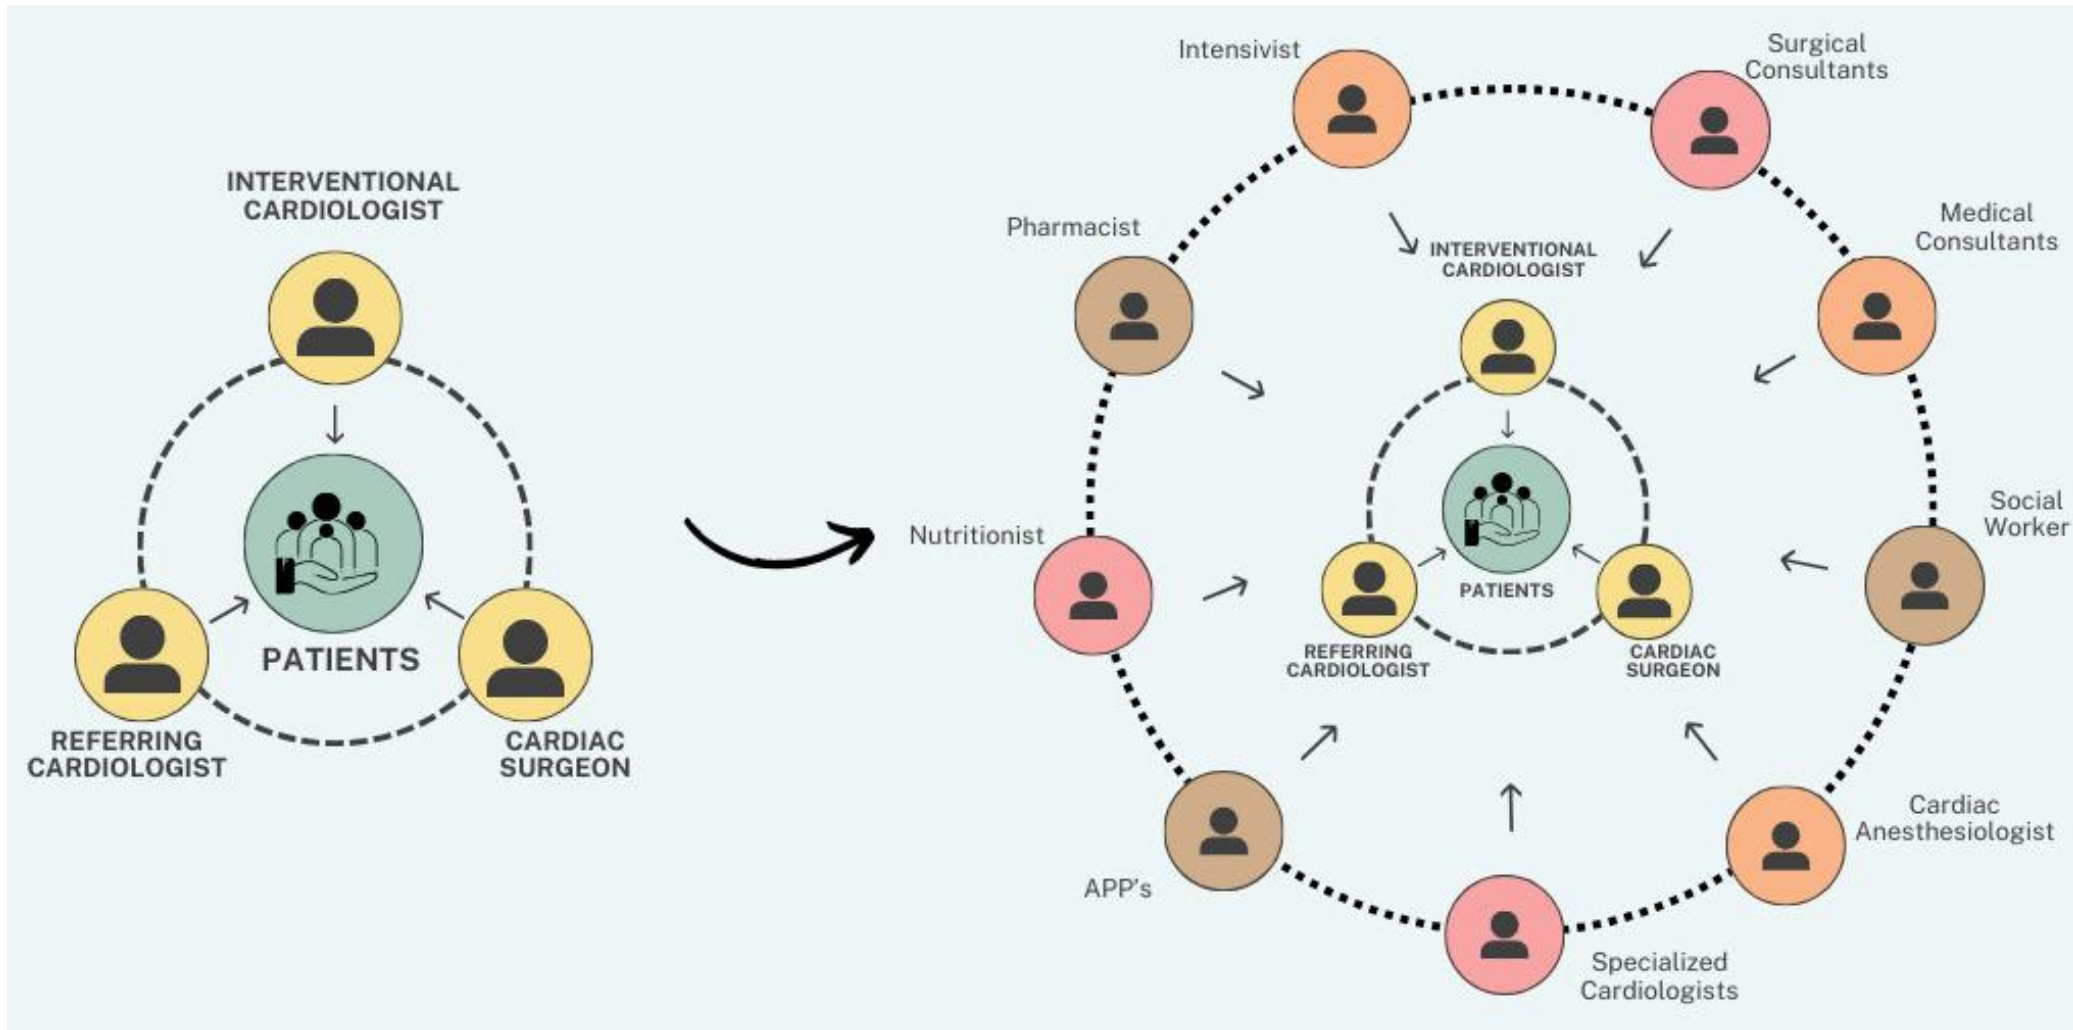 INTERVENTIONAL
CARDIOLOGIST
PATIENTS
REFERRING
CARDIOLOGIST
CARDIAC
SURGEON
Intensivist
Surgical
Consultants
Pharmacist
Medical
Consultants
INTERVENTIONAL
CARDIOLOGIST
Nutritionist
Social
Worker
PATIENTS
REFERRING
CARDIOLOGIST
CARDIAC
SURGEON
APP's
Cardiac
Anesthesiologist
Specialized
Cardiologists